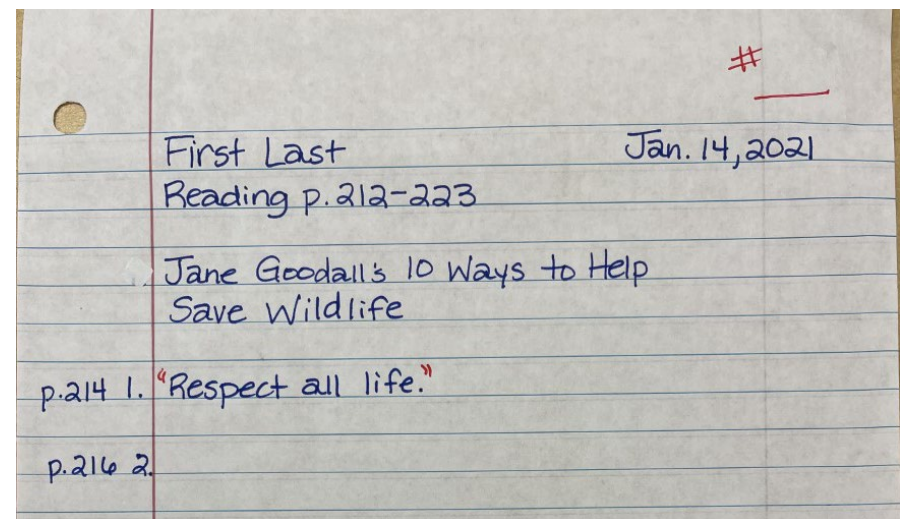 #
First Last Jan. 14, 2021
Reading p. 212-223
Jane Goodall's 10 Ways to Help
Save Wildlife
p.214 1. "Respect all life."
p.216 2.